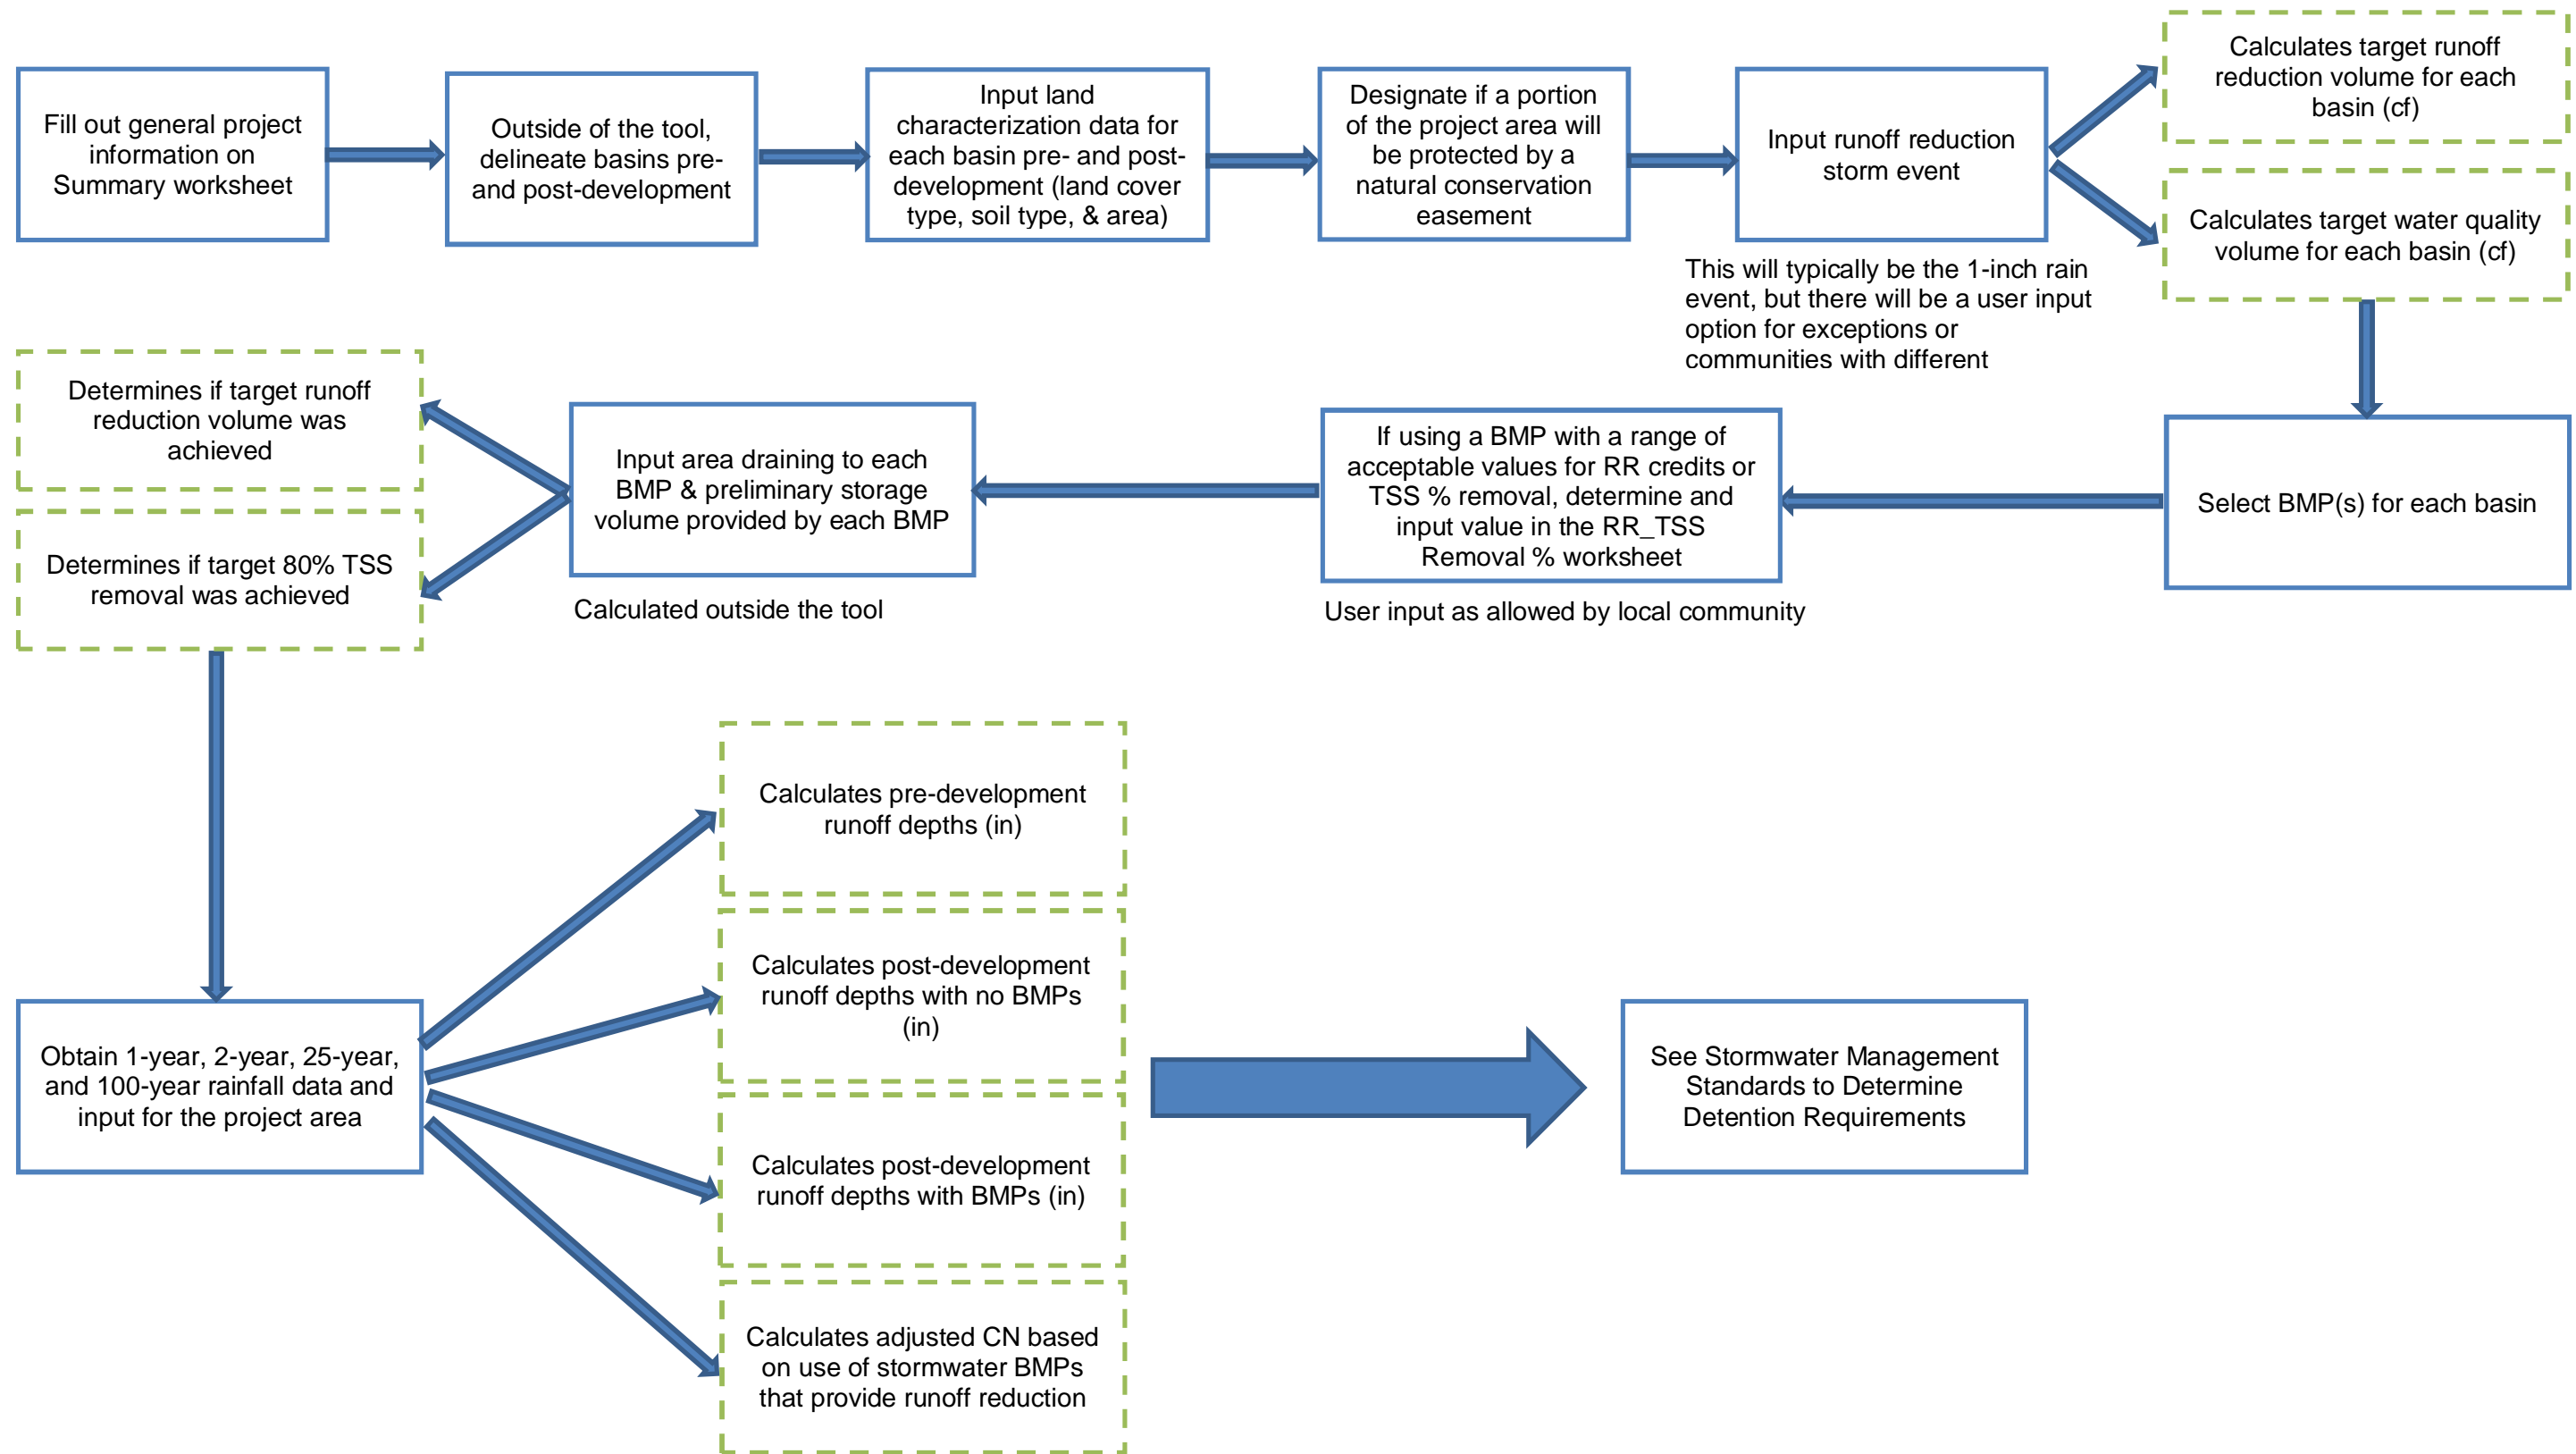 Fill out general project
information on
Summary worksheet
Outside of the tool,
delineate basins pre-
and post-development
Input land
characterization data for
each basin pre- and post-
development (land cover
type, soil type, & area)
Designate if a portion
of the project area will
be protected by a
natural conservation
easement
Input runoff reduction
storm event
This will typically be the 1-inch rain
event, but there will be a user input
option for exceptions or
communities with different
Calculates target runoff
reduction volume for each
basin (cf)
Calculates target water quality
volume for each basin (cf)
Select BMP(s) for each basin
If using a BMP with a range of
acceptable values for RR credits or
TSS % removal, determine and
input value in the RR_TSS
Removal % worksheet
User input as allowed by local community
Input area draining to each
BMP & preliminary storage
volume provided by each BMP
Calculated outside the tool
Determines if target runoff
reduction volume was
achieved
Determines if target 80% TSS
removal was achieved
Obtain 1-year, 2-year, 25-year,
and 100-year rainfall data and
input for the project area
Calculates pre-development
runoff depths (in)
Calculates post-development
runoff depths with no BMPs
(in)
Calculates post-development
runoff depths with BMPs (in)
Calculates adjusted CN based
on use of stormwater BMPs
that provide runoff reduction
See Stormwater Management
Standards to Determine
Detention Requirements